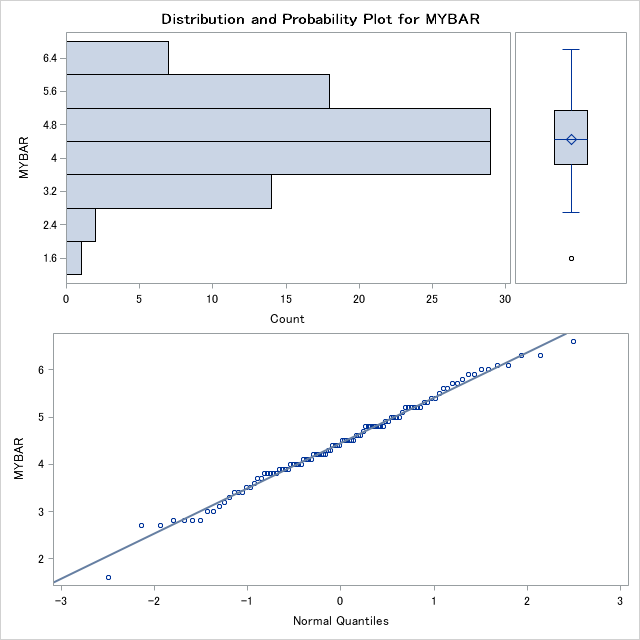 Distribution and Probability Plot for MYBAR
MYBAR
6.4
5.6
4.8
4
3.2
2.4
1.6
0 5 10 15 20 25 30
Count
MYBAR
6
5
4
3
2
-3 -2 -1 0 1 2 3
Normal Quantiles